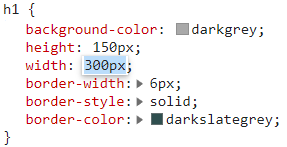 h1 {
background-color: darkgrey;
height: 150px;
width: 300px;
border-width: 6px;
border-style: solid;
border-color: darkslategrey;
}